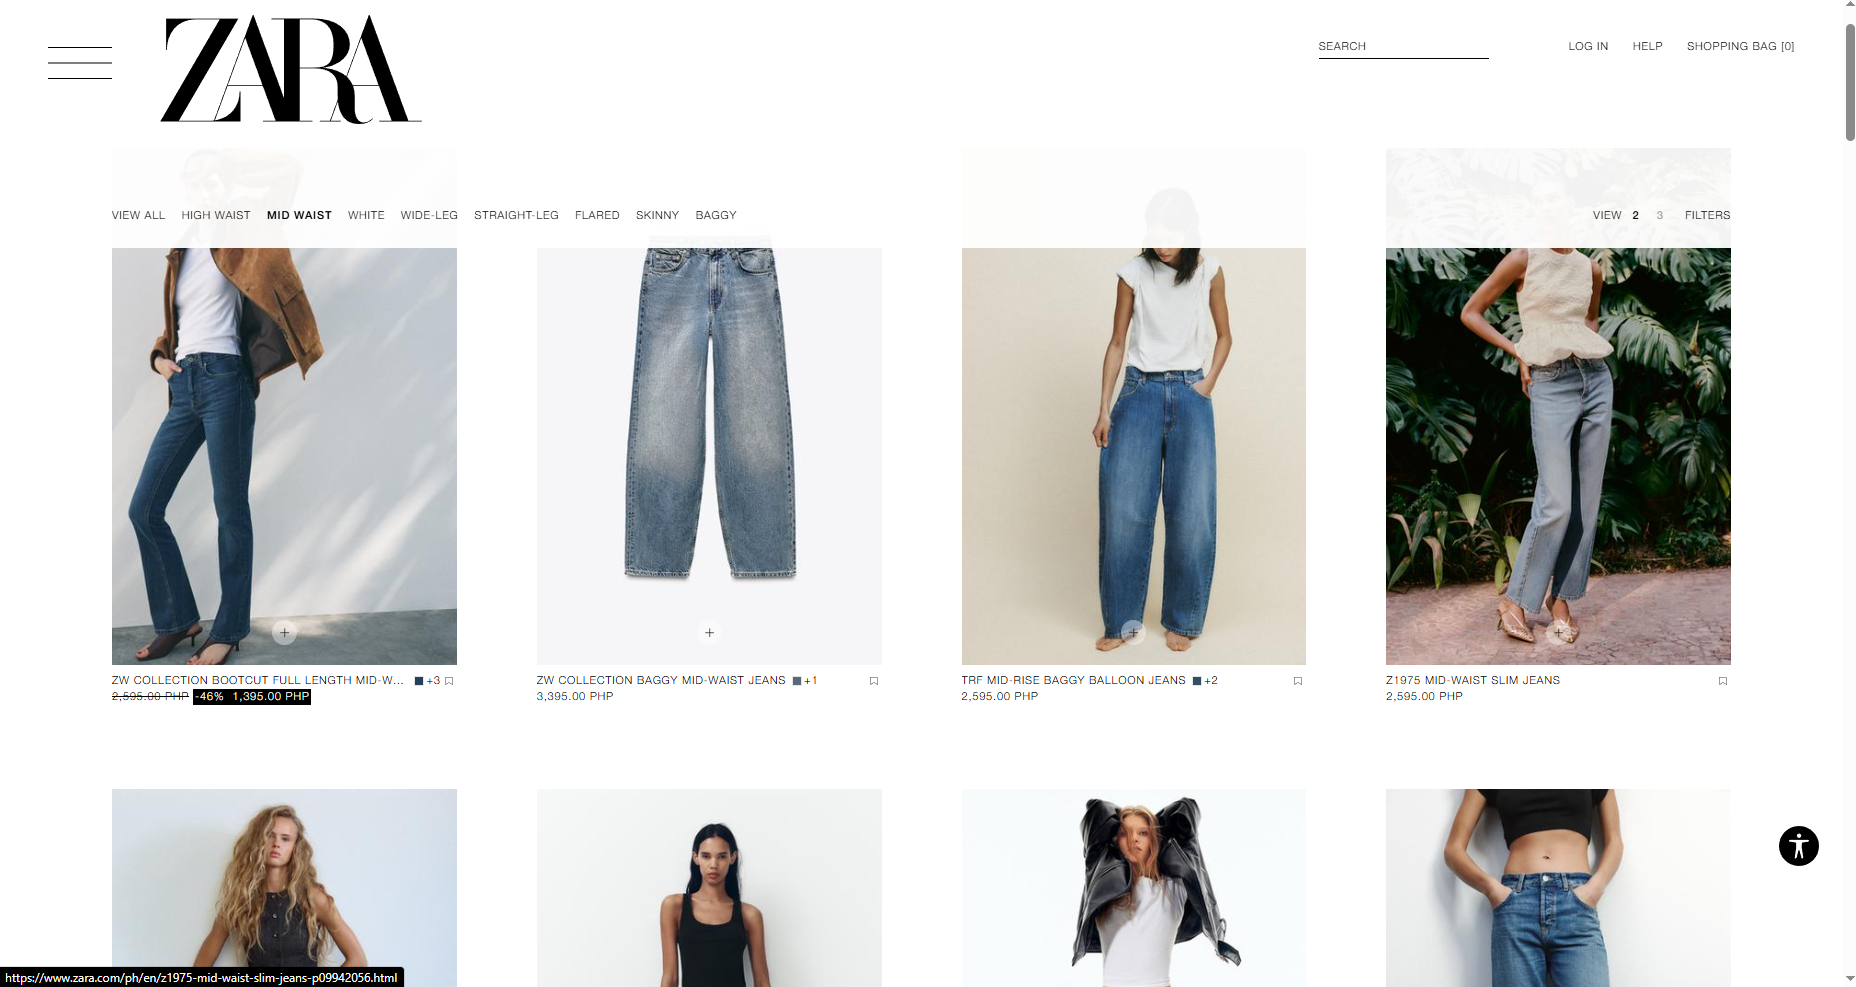 ZARA
SEARCH
LOG IN
HELP
SHOPPING BAG [0]
VIEW ALL HIGH WAIST MID WAIST WHITE WIDE-LEG STRAIGHT-LEG FLARED SKINNY BAGGY
VIEW 2 3 FILTERS
ZW COLLECTION BOOTCUT FULL LENGTH MID-W... +3
2,595.00 PHP -46% 1,395.00 PHP
ZW COLLECTION BAGGY MID-WAIST JEANS +1
3,395.00 PHP
TRF MID-RISE BAGGY BALLOON JEANS +2
2,595.00 PHP
Z1975 MID-WAIST SLIM JEANS
2,595.00 PHP
https://www.zara.com/ph/en/z1975-mid-waist-slim-jeans-p09942056.html